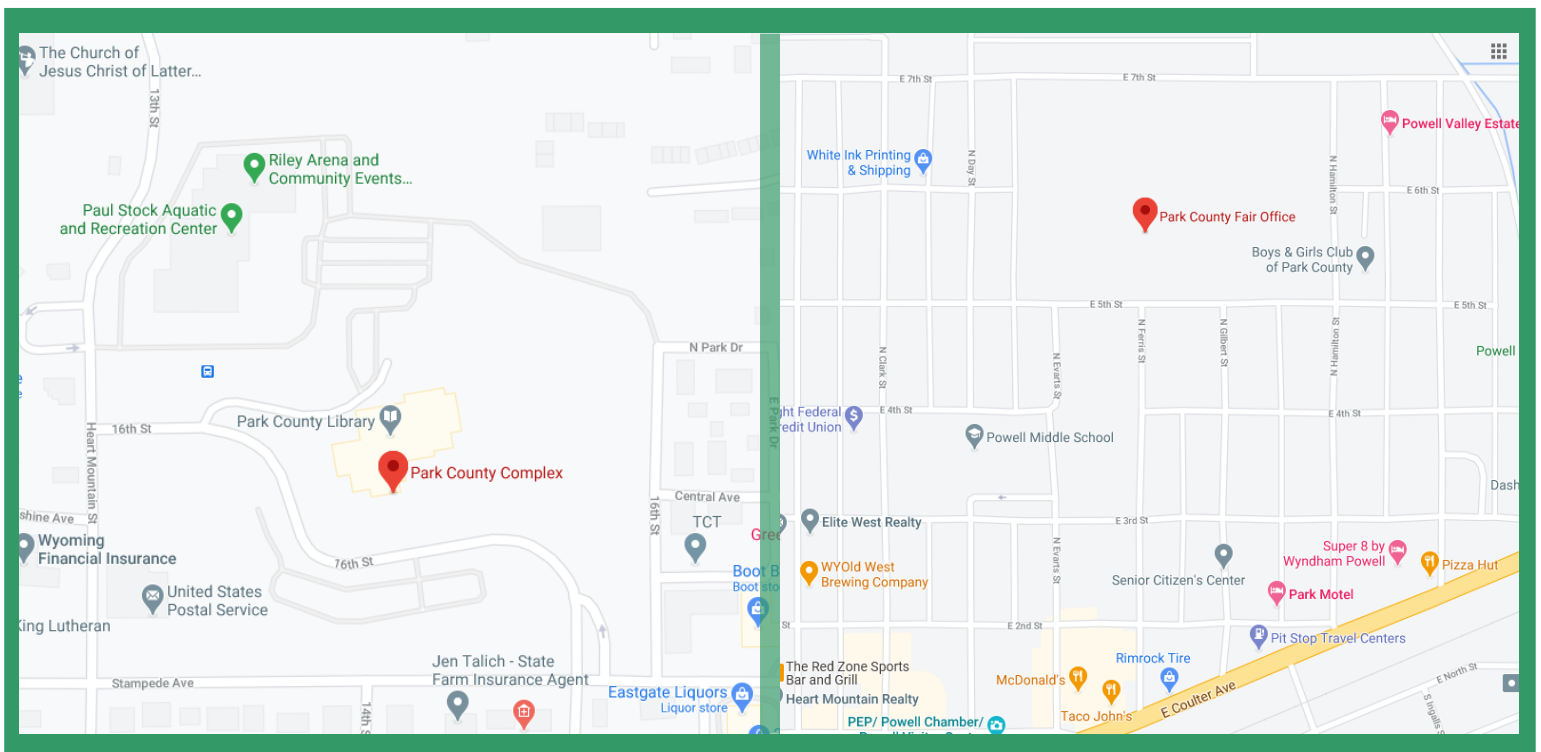 The Church of
Jesus Christ of Latter...
13th St
Riley Arena and
Community Events...
Paul Stock Aquatic
and Recreation Center
N Park Dr
E Park Dr
Park County Library
16th St
Heart Mountain St
Park County Complex
Central Ave
16th St
TCT
shine Ave
Wyoming
Financial Insurance
16th St
Boot B
Boot sto
United States
Postal Service
King Lutheran
Jen Talich - State
Farm Insurance Agent
Stampede Ave
14th S
Eastgate Liquors
Liquor store
E 7th St
E 7th St
Powell Valley Estate
White Ink Printing
& Shipping
N Day St
N Hamilton St
E 6th St
Park County Fair Office
Boys & Girls Club
of Park County
E 5th St
E 5th St
N Clark St
N Evarts St
N Ferris St
N Gilbert St
N Hamilton St
Powell
ght Federal
redit Union
E 4th St
E 4th St
Powell Middle School
Dash
Elite West Realty
E 3rd St
N Evarts St
Super 8 by
Wyndham Powell
Pizza Hut
WYOld West
Brewing Company
Senior Citizen's Center
Park Motel
St
E 2nd St
Pit Stop Travel Centers
The Red Zone Sports
Bar and Grill
Rimrock Tire
McDonald's
Heart Mountain Realty
Taco John's
E Coulter Ave
E North St
S Ingalls S
PEP/ Powell Chamber/